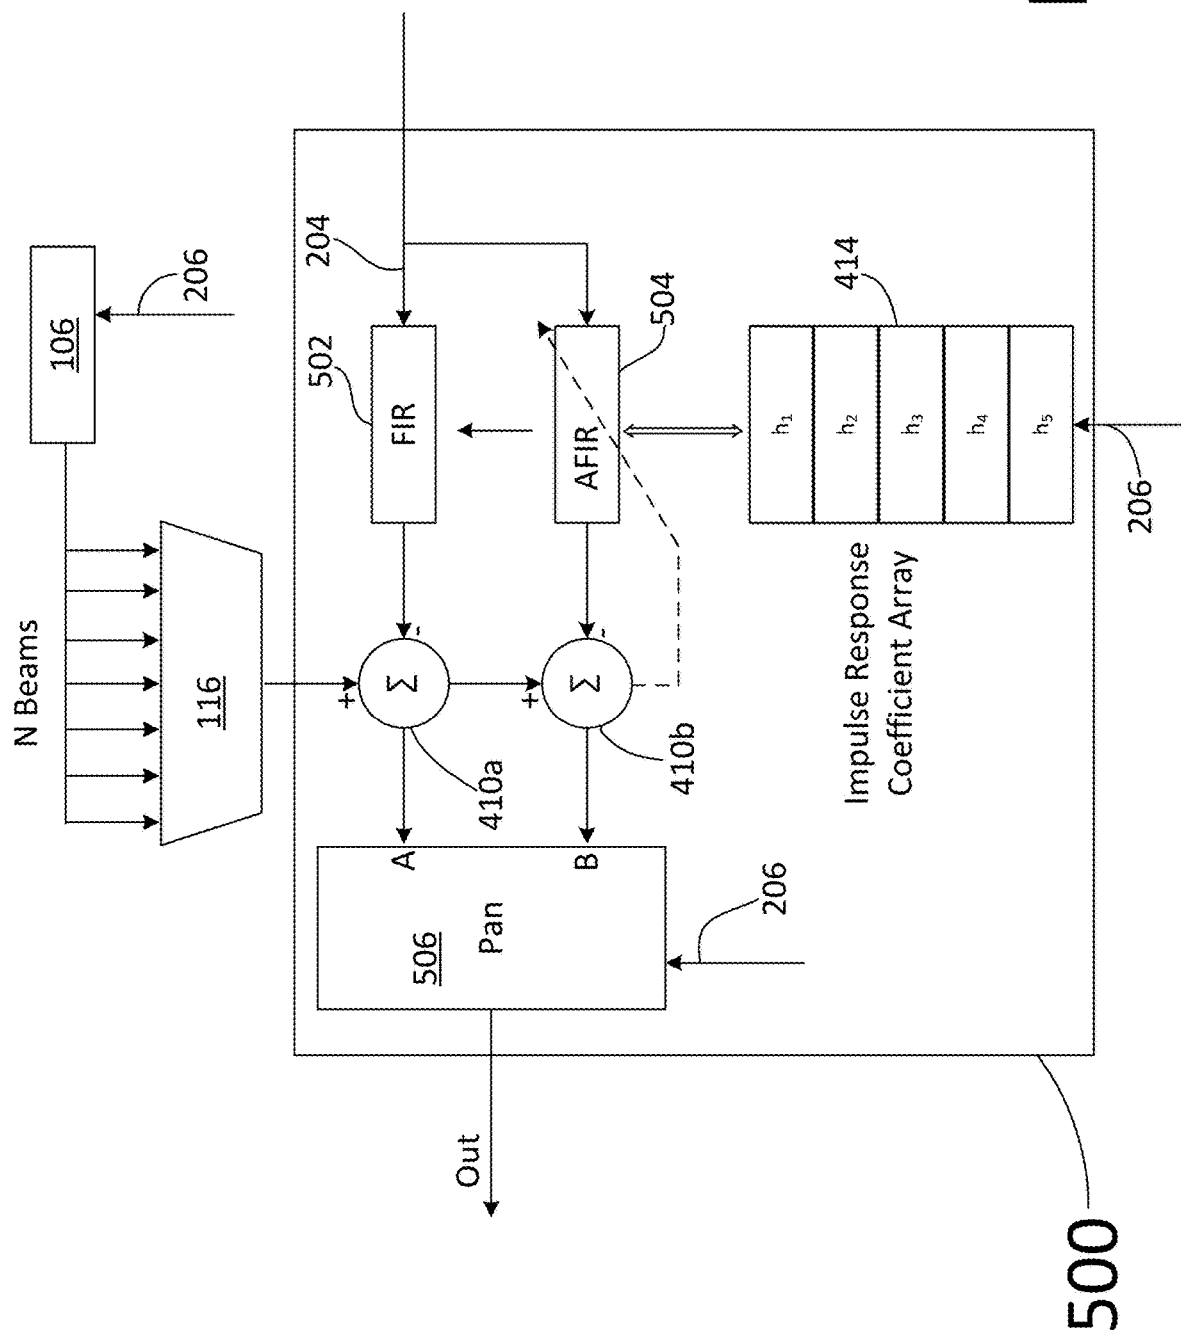 N Beams
106
206
116
204
502
FIR
AFIR
504
414
h1
h2
h3
h4
h5
206
Impulse Response
Coefficient Array
+
-
Σ
410a
+
-
Σ
410b
A
B
506
Pan
206
Out
500